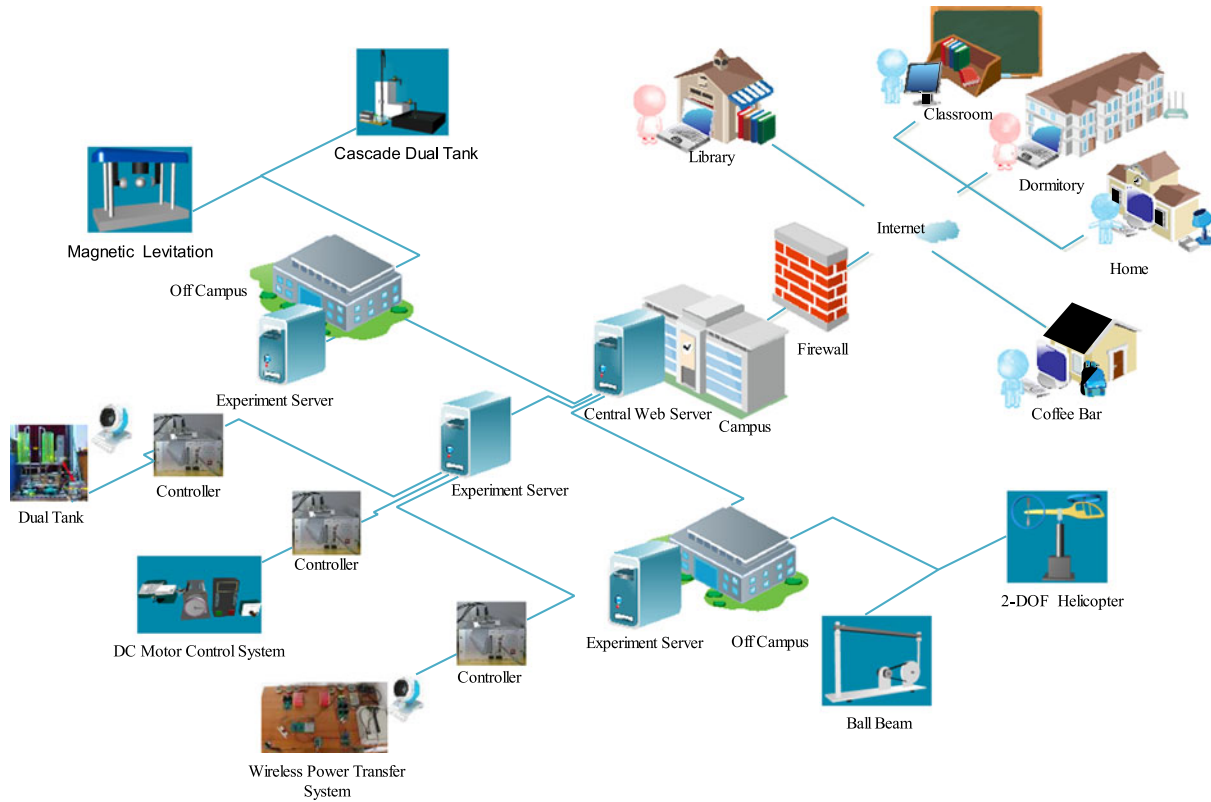 Cascade Dual Tank
Magnetic Levitation
Off Campus
Experiment Server
Library
Classroom
Dormitory
Internet
Home
Firewall
Central Web Server
Campus
Coffee Bar
Controller
Dual Tank
Experiment Server
Controller
DC Motor Control System
Controller
Wireless Power Transfer
System
Experiment Server
Off Campus
2-DOF Helicopter
Ball Beam